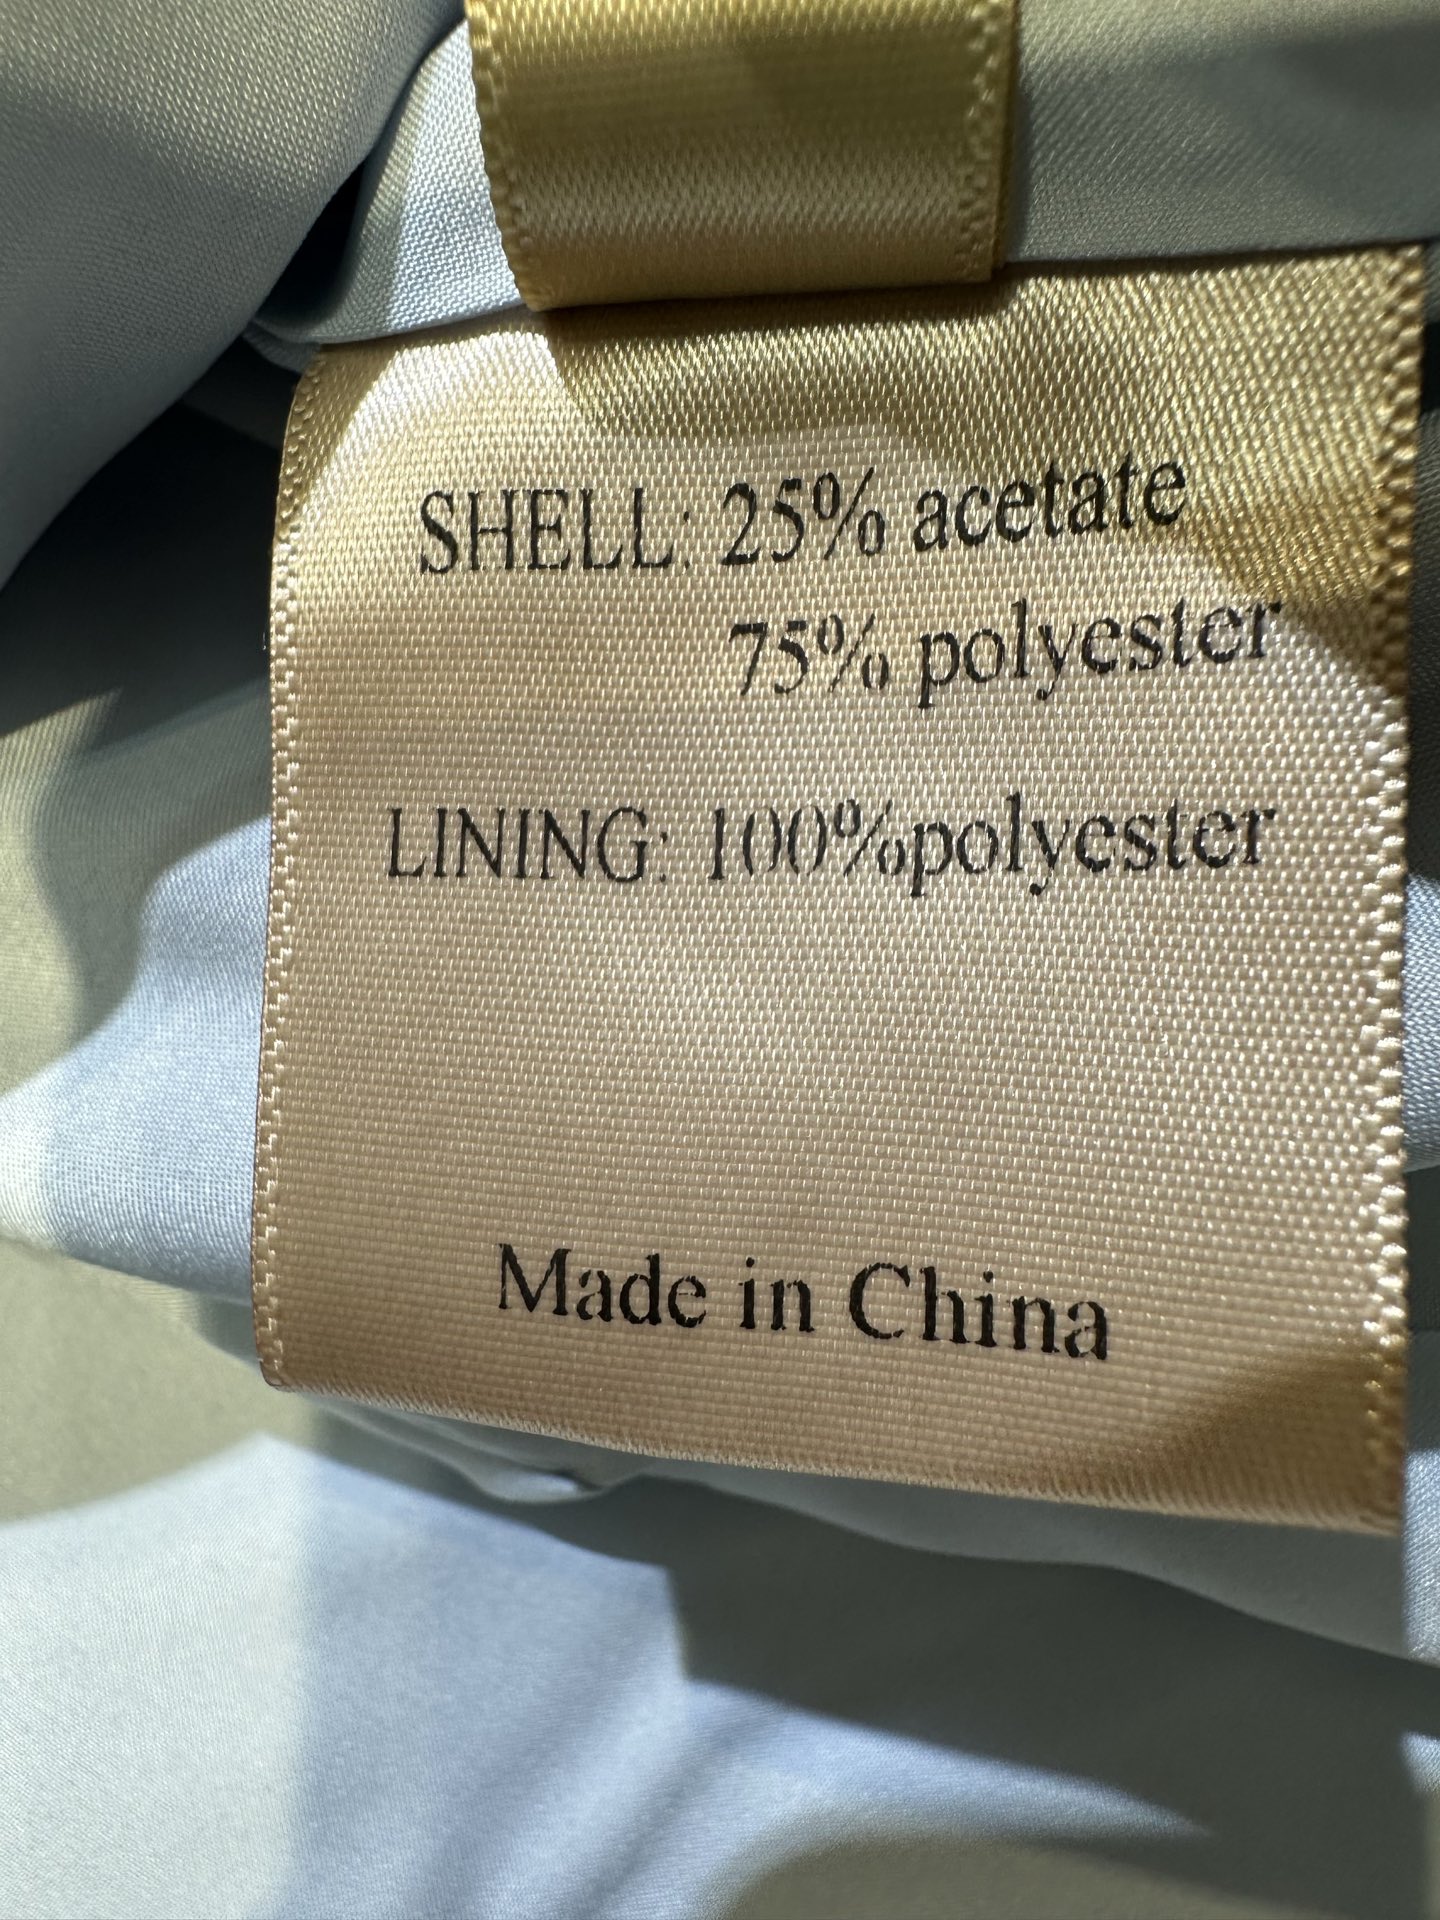 SHELL: 25% acetate
75% polyester
LINING: 100%polyester
Made in China